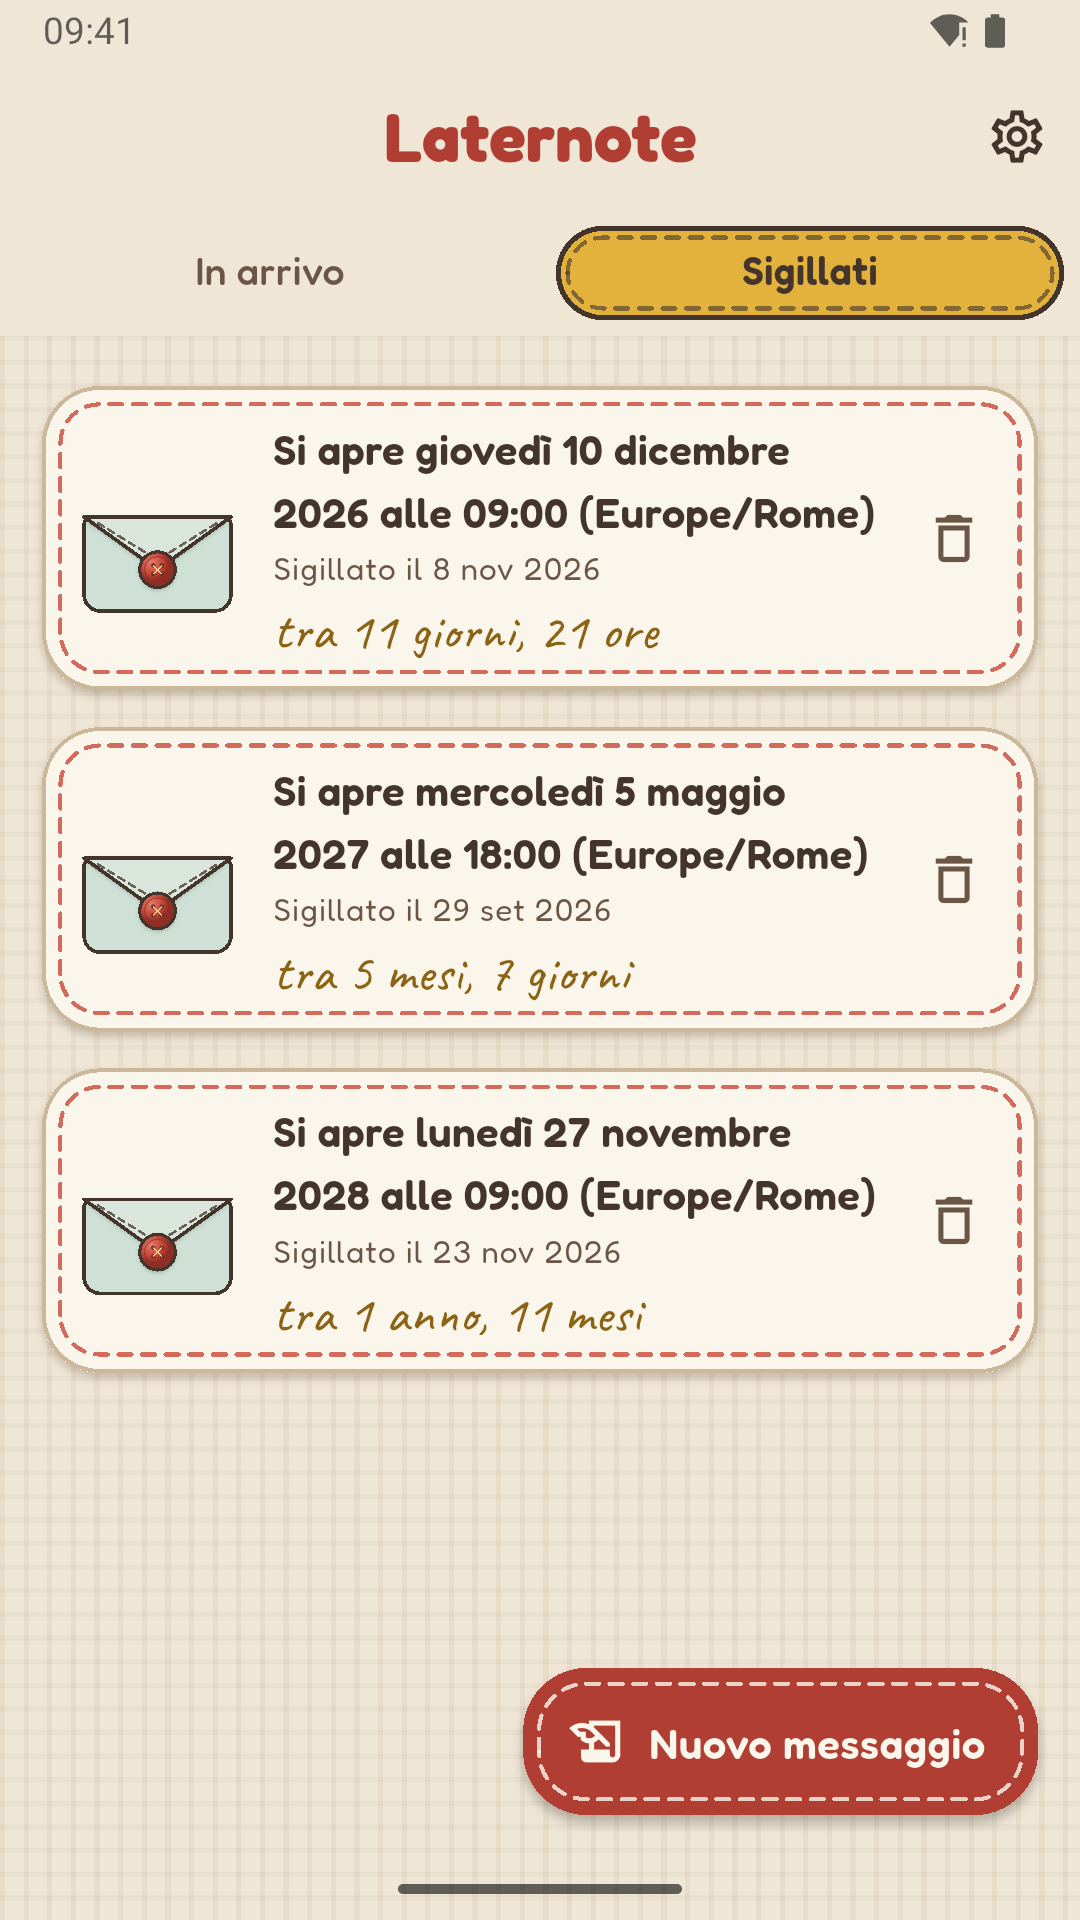 09:41
Laternote
In arrivo
Sigillati
Si apre giovedì 10 dicembre
2026 alle 09:00 (Europe/Rome)
Sigillato il 8 nov 2026
tra 11 giorni, 21 ore
Si apre mercoledì 5 maggio
2027 alle 18:00 (Europe/Rome)
Sigillato il 29 set 2026
tra 5 mesi, 7 giorni
Si apre lunedì 27 novembre
2028 alle 09:00 (Europe/Rome)
Sigillato il 23 nov 2026
tra 1 anno, 11 mesi
Nuovo messaggio